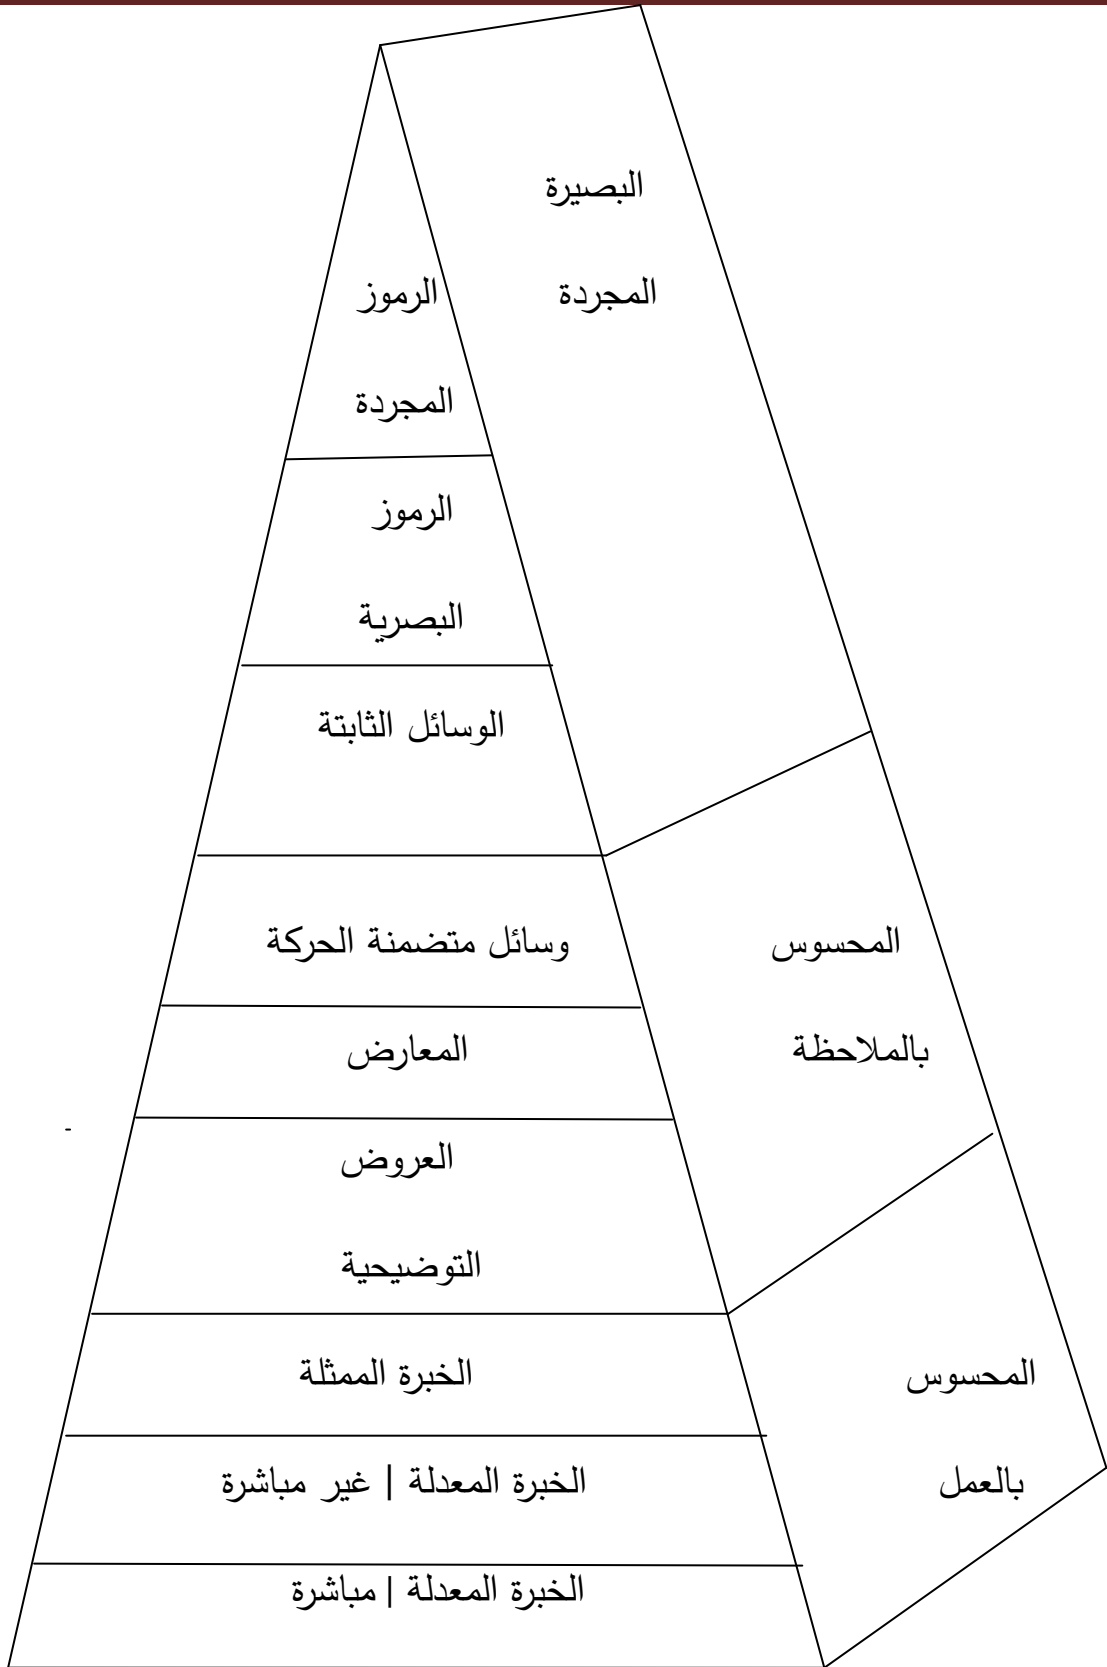 البصيرة
الرموز
المجردة
المجردة
الرموز
البصرية
الوسائل الثابتة
المحسوس
وسائل متضمنة الحركة
بالملاحظة
المعارض
-
العروض
التوضيحية
المحسوس
الخبرة الممثلة
بالعمل
الخبرة المعدلة | غير مباشرة
الخبرة المعدلة | مباشرة